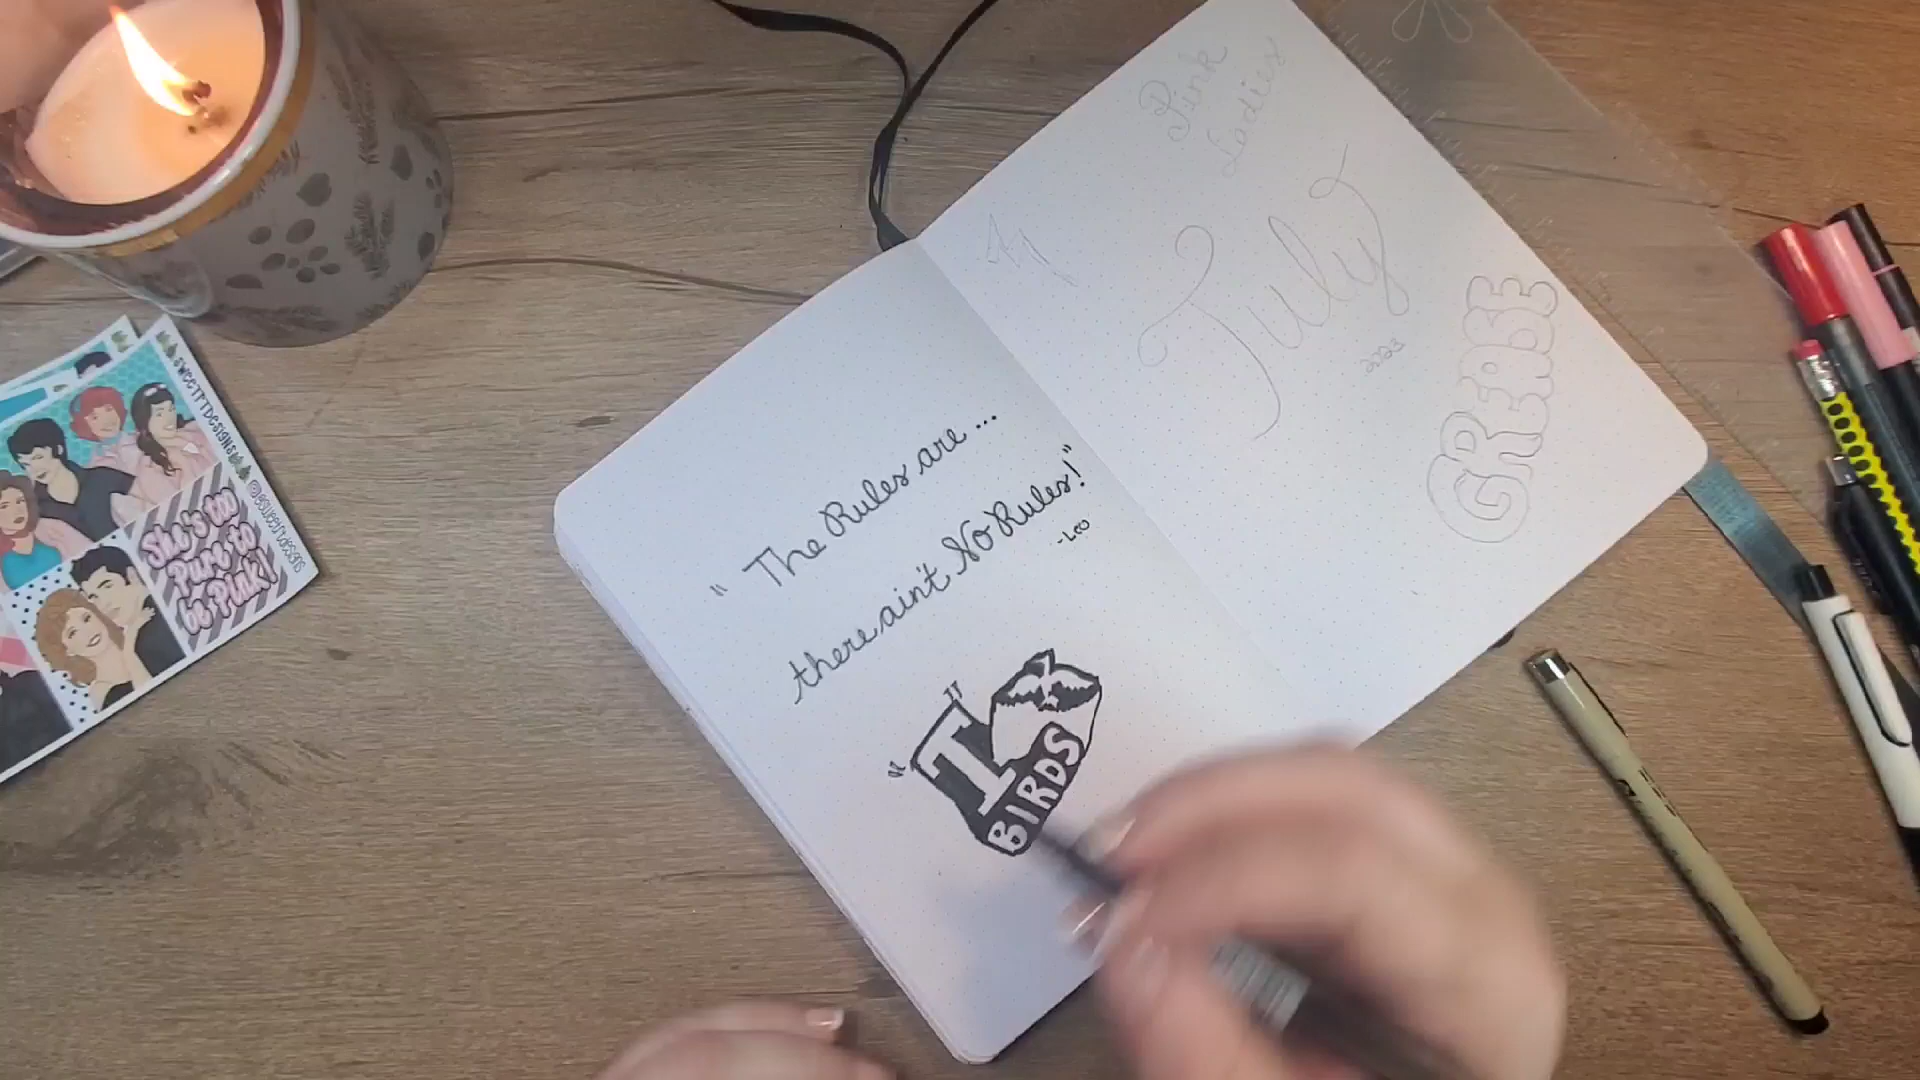 "The Rules are ...
there ain't No Rules!"
-Leo
"T"
BIRDS
Pink
Ladies
July
2023
GREASE
SWEETPTDESIGNS
She's too
Pure to
be Pink!